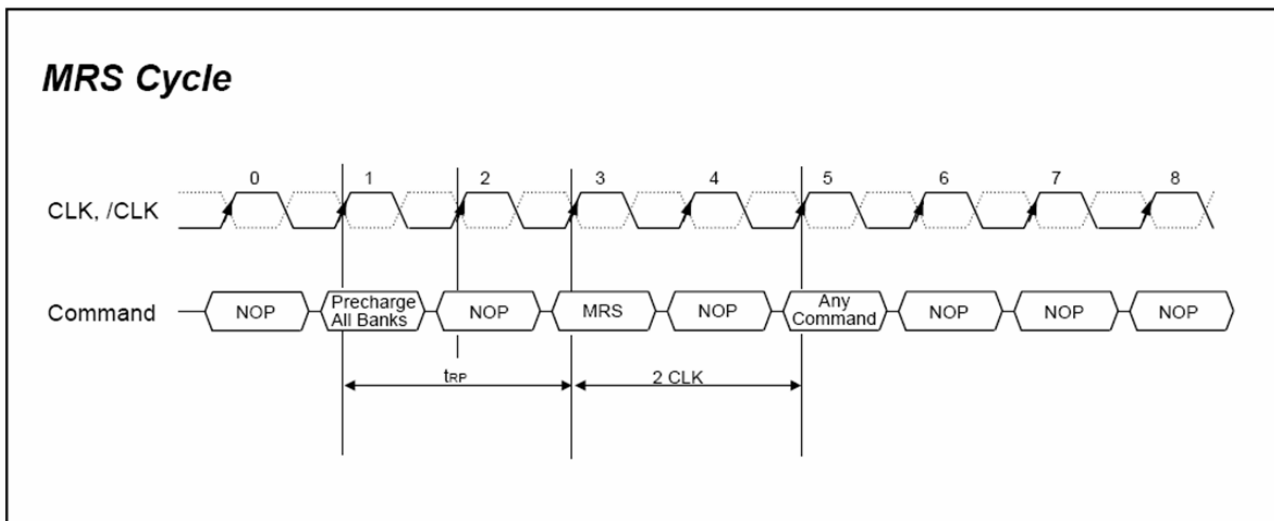 MRS Cycle
0 1 2 3 4 5 6 7 8
CLK, /CLK
Command
NOP
Precharge
All Banks
NOP
MRS
NOP
Any
Command
NOP
NOP
NOP
tRP
2 CLK